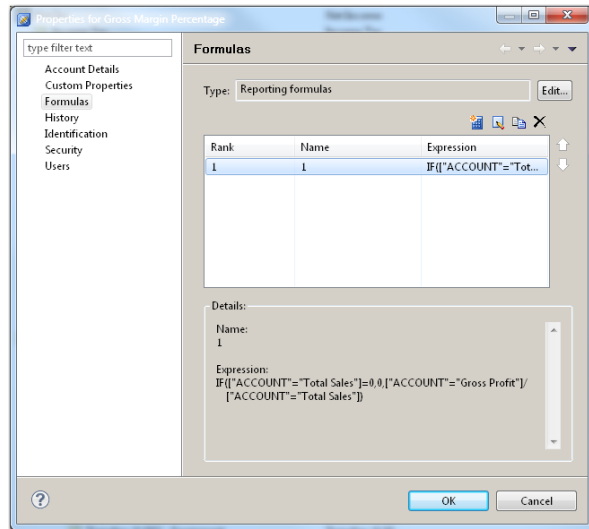 Properties for Gross Margin Percentage
type filter text
Account Details
Custom Properties
Formulas
History
Identification
Security
Users
Formulas
Type: Reporting formulas Edit...
Rank Name Expression
1 1 IF(["ACCOUNT"="Tot...
Details:
Name:
1
Expression:
IF(["ACCOUNT"="Total Sales"]=0,0,["ACCOUNT"="Gross Profit"]/
["ACCOUNT"="Total Sales"])
OK Cancel